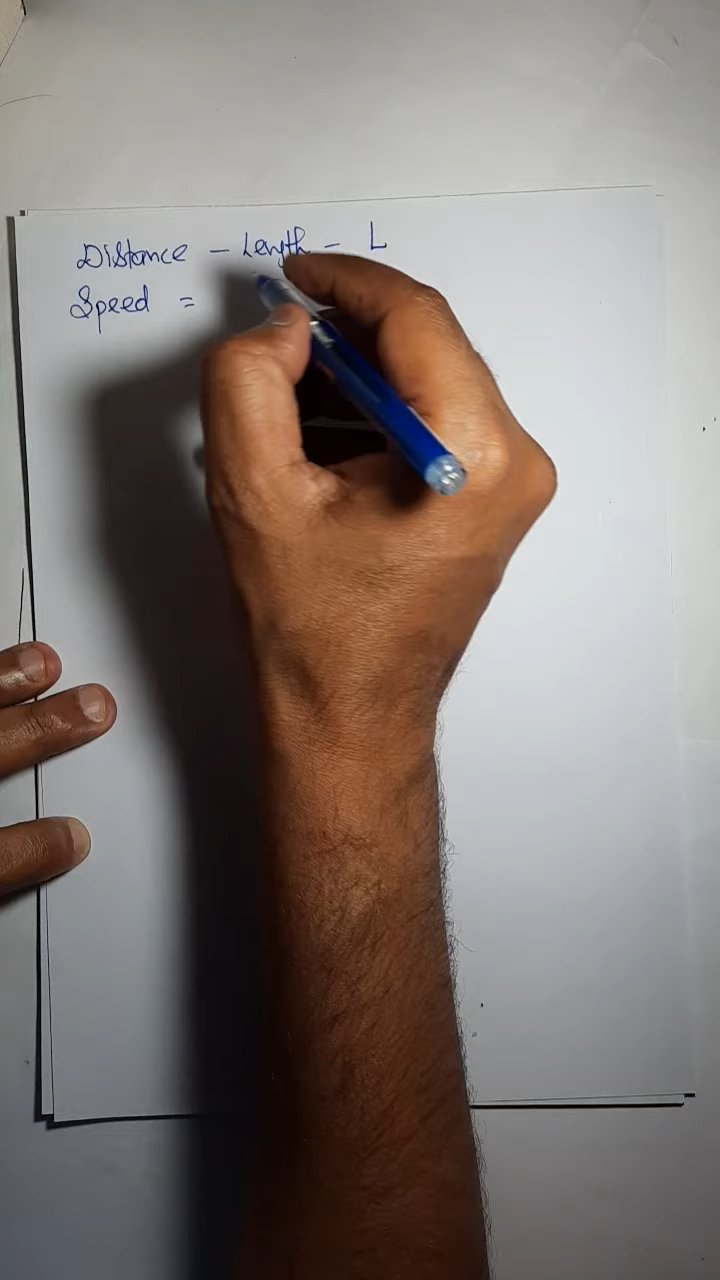 Distance - Length - L
Speed =